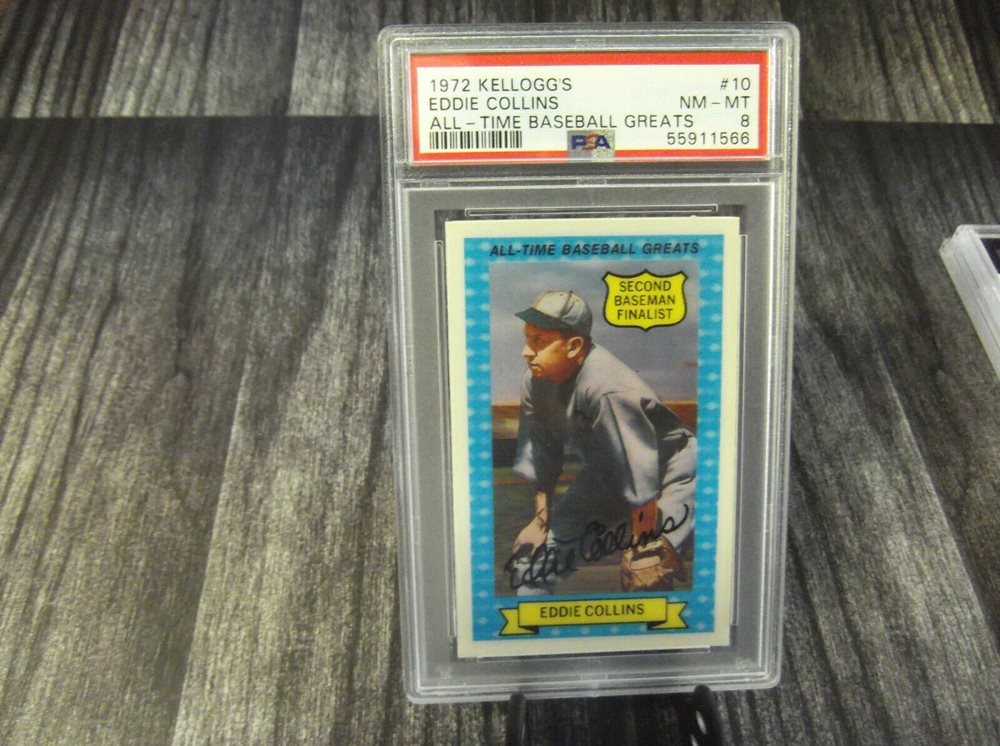 1972 KELLOGG'S #10
EDDIE COLLINS NM - MT
ALL - TIME BASEBALL GREATS 8
PSA 55911566
ALL-TIME BASEBALL GREATS
SECOND
BASEMAN
FINALIST
Eddie Collins
EDDIE COLLINS